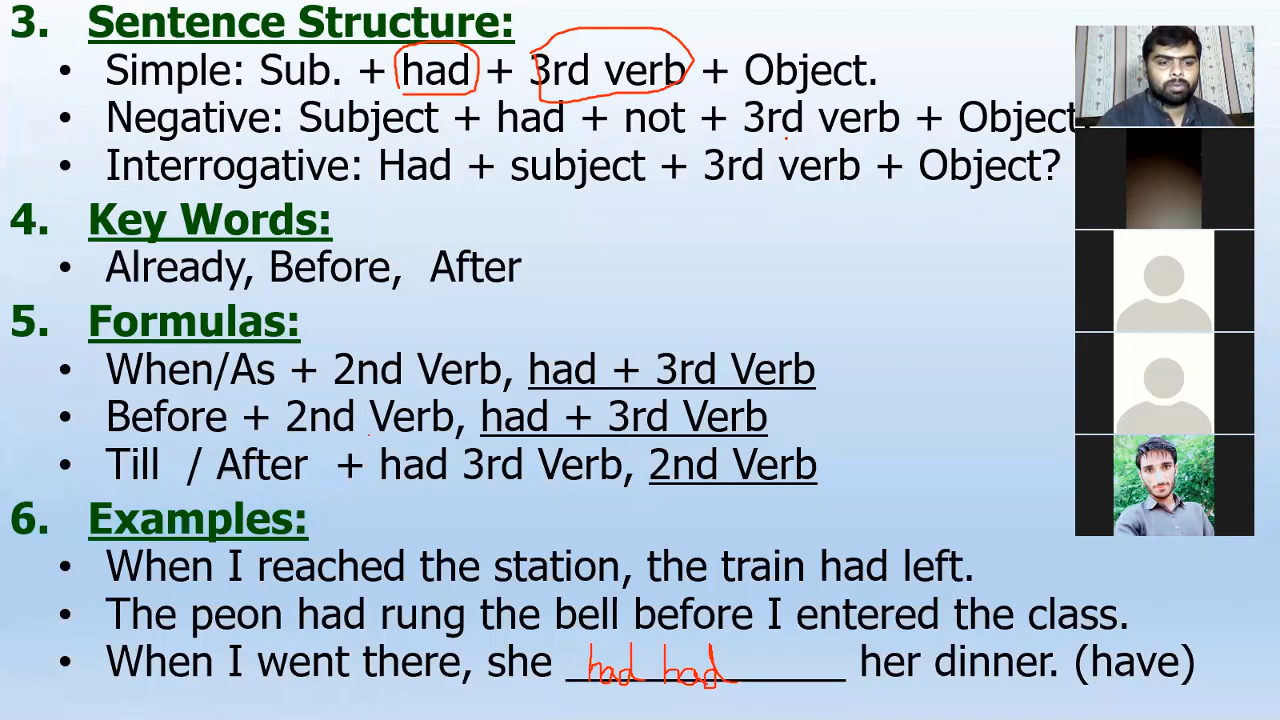 3. Sentence Structure:
• Simple: Sub. + had + 3rd verb + Object.
• Negative: Subject + had + not + 3rd verb + Object.
• Interrogative: Had + subject + 3rd verb + Object?
4. Key Words:
• Already, Before, After
5. Formulas:
• When/As + 2nd Verb, had + 3rd Verb
• Before + 2nd Verb, had + 3rd Verb
• Till / After + had 3rd Verb, 2nd Verb
6. Examples:
• When I reached the station, the train had left.
• The peon had rung the bell before I entered the class.
• When I went there, she had had her dinner. (have)